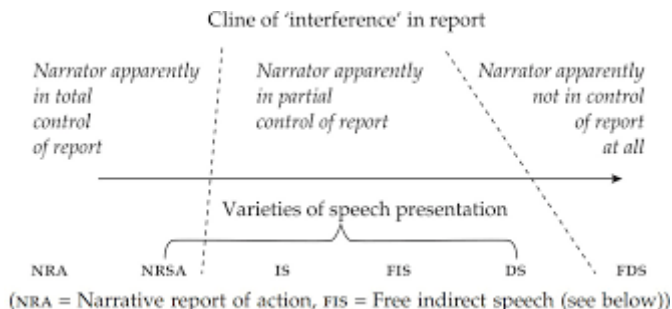 Cline of ‘interference‘ in report
Narrator apparently
in total
control
of report
Narrator apparently
in partial
control of report
Narrator apparently
not in control
of report
at all
Varieties of speech presentation
NRA NRSA IS FIS DS FDS
(NRA = Narrative report of action, FIS = Free indirect speech (see below))